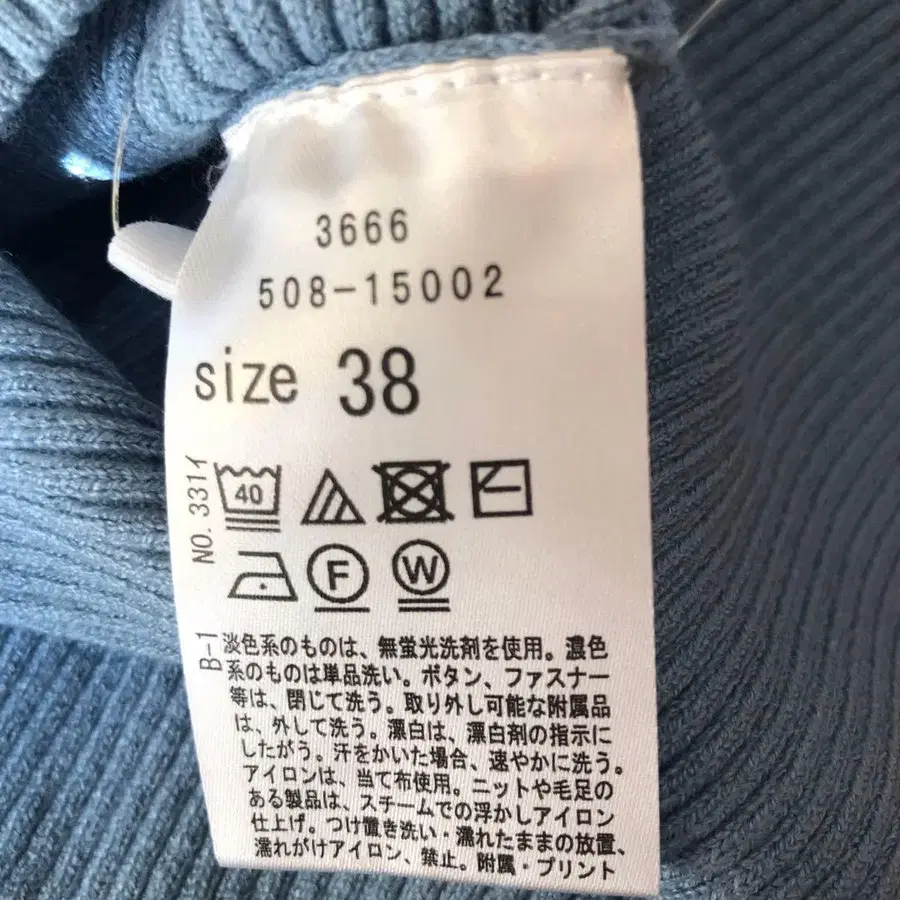 3666
508-15002
size 38
NO. 331イ
40
F W
B-1
淡色系のものは、無蛍光洗剤を使用。濃色
系のものは単品洗い。ボタン、ファスナー
等は、閉じて洗う。取り外し可能な附属品
は、外して洗う。漂白は、漂白剤の指示に
したがう。汗をかいた場合、速やかに洗う。
アイロンは、当て布使用。ニットや毛足の
ある製品は、スチームでの浮かしアイロン
仕上げ。つけ置き洗い・濡れたままの放置、
濡れがけアイロン、禁止。附属・プリント